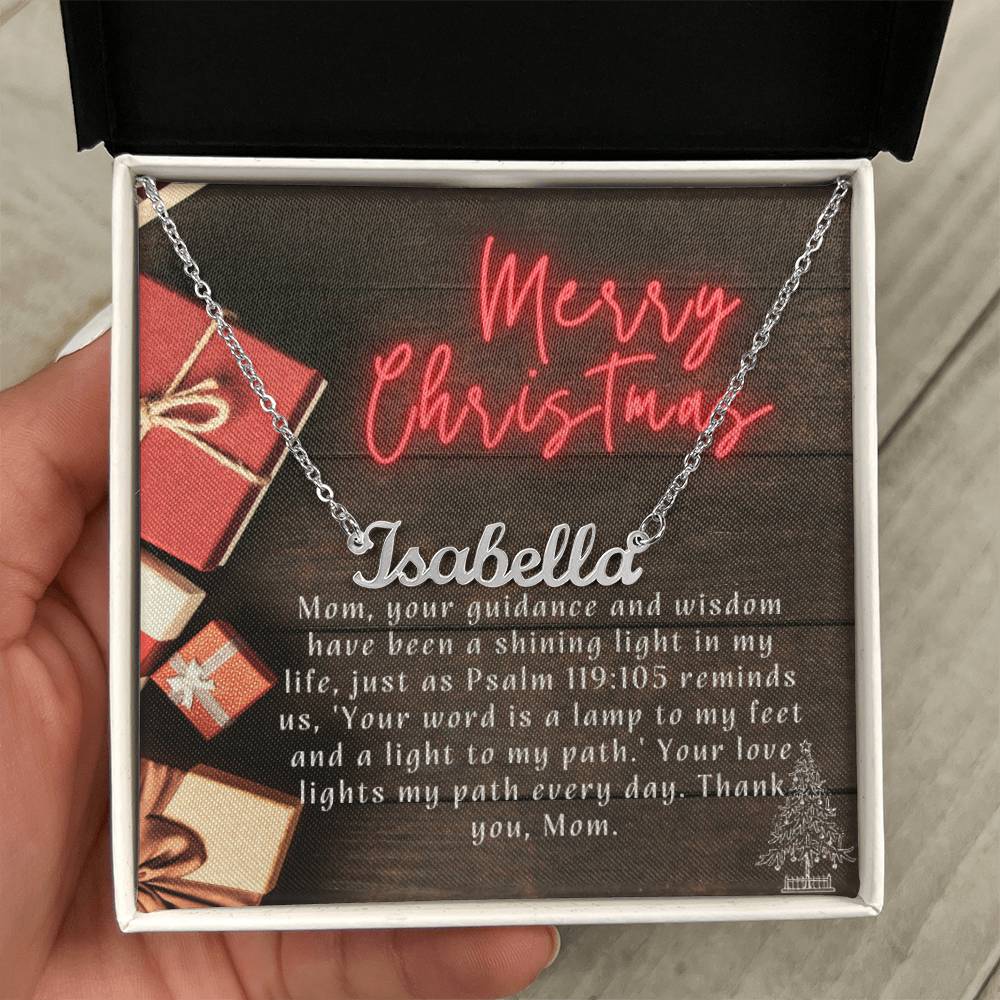 Merry
Christmas
Isabella
Mom, your guidance and wisdom
have been a shining light in my
life, just as Psalm 119:105 reminds
us, 'Your word is a lamp to my feet
and a light to my path.' Your love
lights my path every day. Thank
you, Mom.